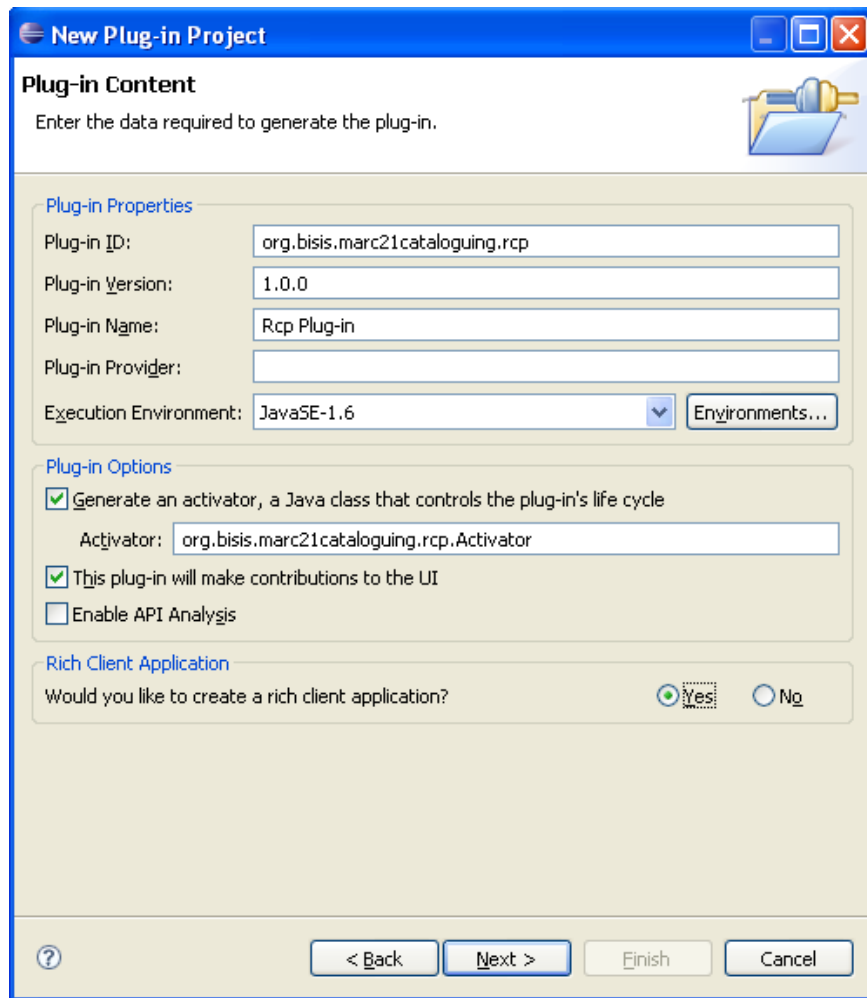 New Plug-in Project
Plug-in Content
Enter the data required to generate the plug-in.
Plug-in Properties
Plug-in ID: org.bisis.marc21cataloguing.rcp
Plug-in Version: 1.0.0
Plug-in Name: Rcp Plug-in
Plug-in Provider:
Execution Environment: JavaSE-1.6 Environments...
Plug-in Options
Generate an activator, a Java class that controls the plug-in's life cycle
Activator: org.bisis.marc21cataloguing.rcp.Activator
This plug-in will make contributions to the UI
Enable API Analysis
Rich Client Application
Would you like to create a rich client application? Yes No
? < Back Next > Finish Cancel